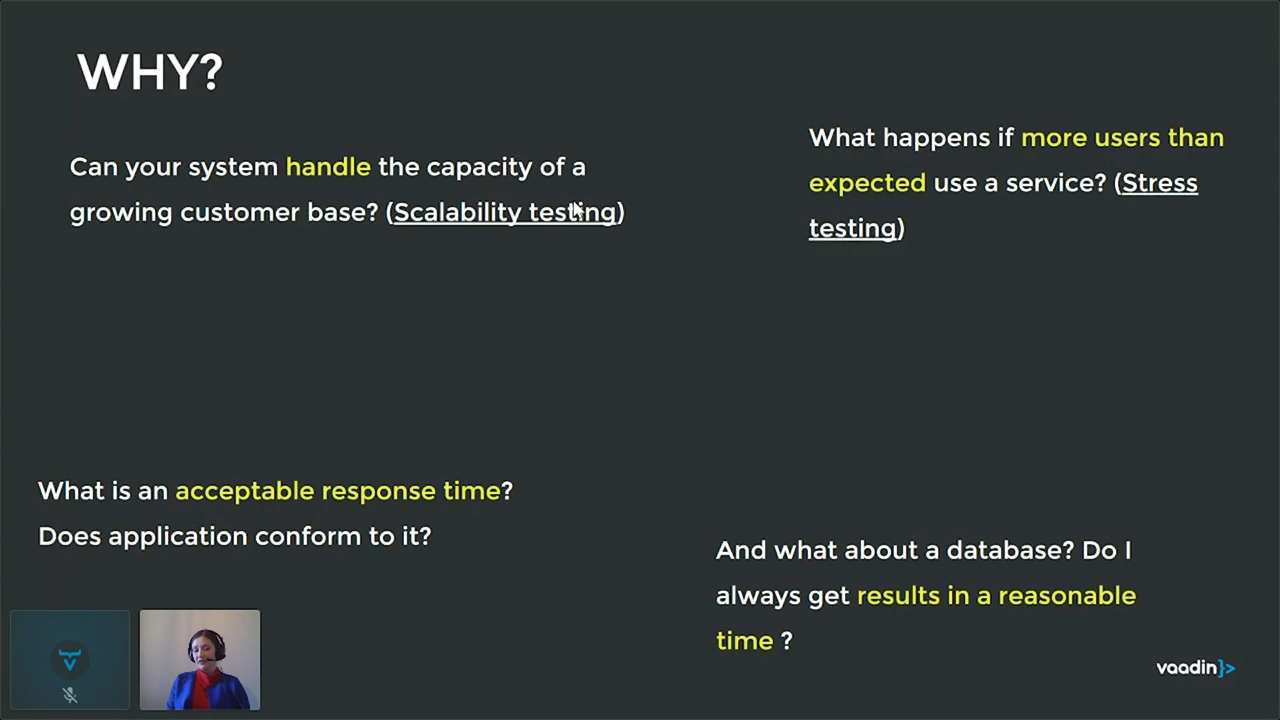 WHY?
Can your system handle the capacity of a
growing customer base? (Scalability testing)
What happens if more users than
expected use a service? (Stress
testing)
What is an acceptable response time?
Does application conform to it?
And what about a database? Do I
always get results in a reasonable
time ?
vaadin}>